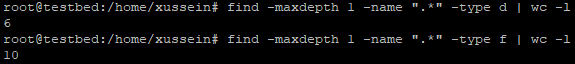 root@testbed:/home/xussein# find -maxdepth 1 -name ".*" -type d | wc -l
6
root@testbed:/home/xussein# find -maxdepth 1 -name ".*" -type f | wc -l
10